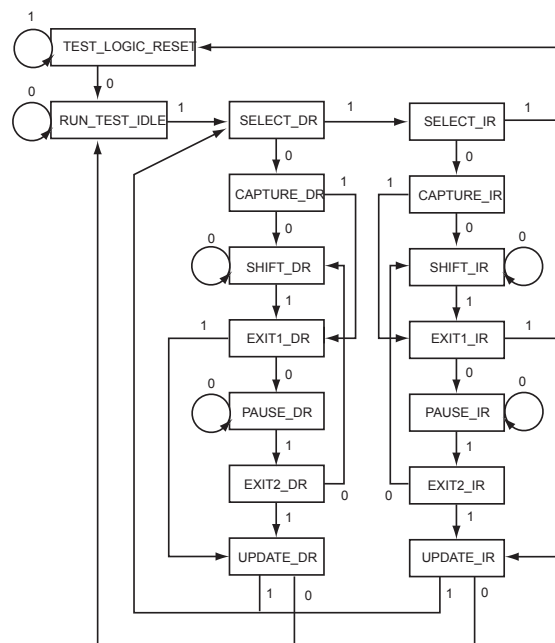 1
TEST_LOGIC_RESET
0
0
RUN_TEST_IDLE
1
SELECT_DR
1
SELECT_IR
1
0
0
CAPTURE_DR
1
1
CAPTURE_IR
0
0
0
SHIFT_DR
SHIFT_IR
0
1
1
1
EXIT1_DR
EXIT1_IR
1
0
0
0
PAUSE_DR
PAUSE_IR
0
1
1
EXIT2_DR
0
0
EXIT2_IR
1
1
UPDATE_DR
UPDATE_IR
1
0
1
0